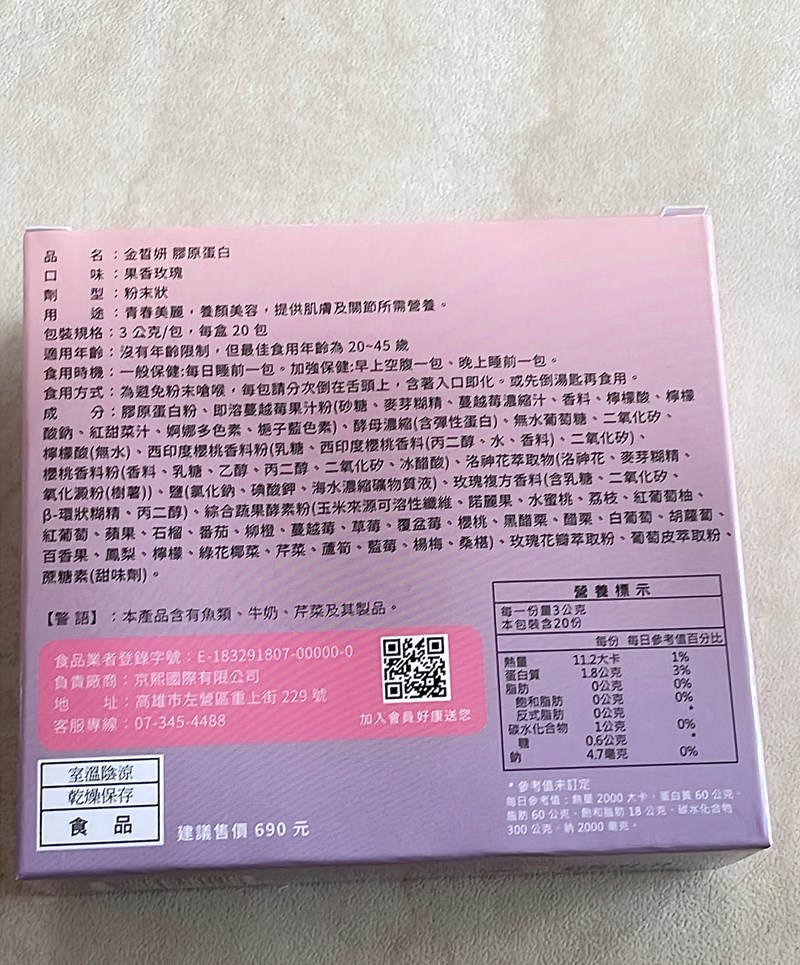 品　　名：金皙妍 膠原蛋白
口　　味：果香玫瑰
劑　　型：粉末狀
用　　途：青春美麗，養顏美容，提供肌膚及關節所需營養。
包裝規格：3 公克/包，每盒 20 包
適用年齡：沒有年齡限制，但最佳食用年齡為 20~45 歲
食用時機：一般保健:每日睡前一包。加強保健:早上空腹一包、晚上睡前一包。
食用方式：為避免粉末嗆喉，每包請分次倒在舌頭上，含著入口即化。或先倒湯匙再食用。
成　　分：膠原蛋白粉、即溶蔓越莓果汁粉(砂糖、麥芽糊精、蔓越莓濃縮汁、香料、檸檬酸、檸檬
酸鈉、紅甜菜汁、婀娜多色素、梔子藍色素)、酵母濃縮(含彈性蛋白)、無水葡萄糖、二氧化矽、
檸檬酸(無水)、西印度櫻桃香料粉(乳糖、西印度櫻桃香料(丙二醇、水、香料)、二氧化矽)、
櫻桃香料粉(香料、乳糖、乙醇、丙二醇、二氧化矽、冰醋酸)、洛神花萃取物(洛神花、麥芽糊精、
氧化澱粉(樹薯))、鹽(氯化鈉、碘酸鉀、海水濃縮礦物質液)、玫瑰複方香料(含乳糖、二氧化矽、
β-環狀糊精、丙二醇)、綜合蔬果酵素粉(玉米來源可溶性纖維、諾麗果、水蜜桃、荔枝、紅葡萄柚、
紅葡萄、蘋果、石榴、番茄、柳橙、蔓越莓、草莓、覆盆莓、櫻桃、黑醋栗、醋栗、白葡萄、胡蘿蔔、
百香果、鳳梨、檸檬、綠花椰菜、芹菜、蘆筍、藍莓、楊梅、桑椹)、玫瑰花瓣萃取粉、葡萄皮萃取粉、
蔗糖素(甜味劑)。
【警 語】：本產品含有魚類、牛奶、芹菜及其製品。
食品業者登錄字號：E-183291807-00000-0
負責廠商：京熙國際有限公司
地　　址：高雄市左營區重上街 229 號
客服專線：07-345-4488
加入會員好康送您
室溫陰涼
乾燥保存
食 品
建議售價 690 元
營養標示
每一份量3公克
本包裝含20份
每份 每日參考值百分比
熱量 11.2大卡 1%
蛋白質 1.8公克 3%
脂肪 0公克 0%
飽和脂肪 0公克 0%
反式脂肪 0公克 *
碳水化合物 1公克 0%
糖 0.6公克 *
鈉 4.7毫克 0%
*參考值未訂定
每日參考值：熱量 2000 大卡、蛋白質 60 公克、
脂肪 60 公克、飽和脂肪 18 公克、碳水化合物
300 公克、鈉 2000 毫克。